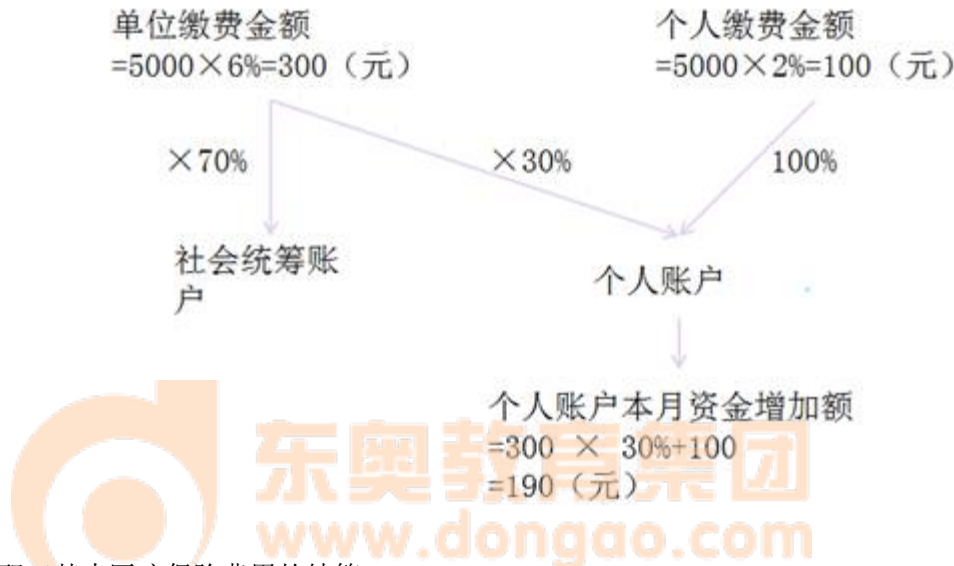 单位缴费金额
=5000×6%=300（元）
个人缴费金额
=5000×2%=100（元）
×70%
×30%
100%
社会统筹账
户
个人账户
个人账户本月资金增加额
=300 × 30%+100
=190（元）
东奥教育集团
www.dongao.com